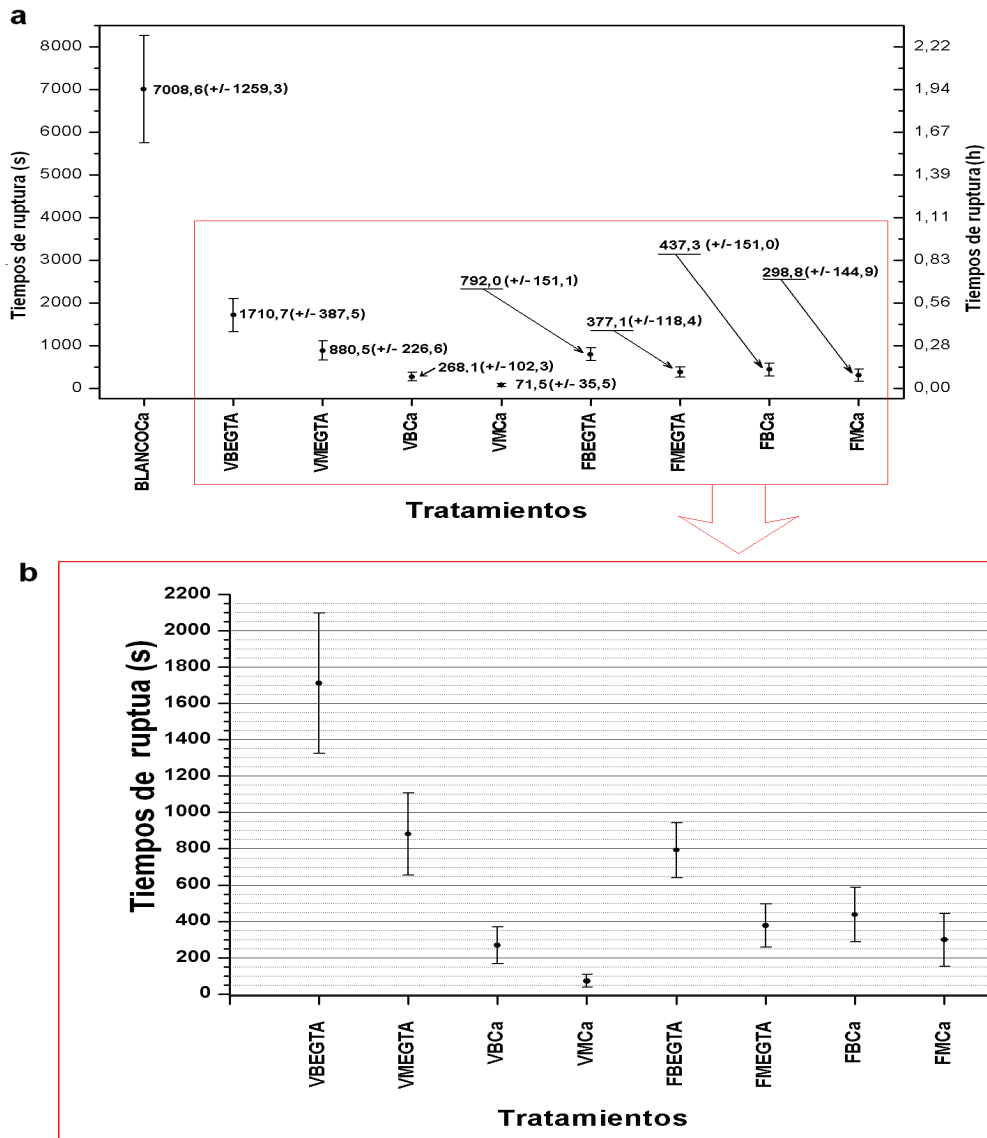 a
Tiempos de ruptura (s)
8000
7000
6000
5000
4000
3000
2000
1000
0
7008,6(+/-1259,3)
1710,7(+/-387,5)
880,5(+/- 226,6)
268,1(+/-102,3)
71,5(+/- 35,5)
792,0(+/-151,1)
377,1(+/-118,4)
437,3 (+/-151,0)
298,8(+/-144,9)
2,22
1,94
1,67
1,39
1,11
0,83
0,56
0,28
0,00
Tiempos de ruptura(h)
BLANCOCa
VBEGTA
VMEGTA
VBCa
VMCa
FBEGTA
FMEGTA
FBCa
FMCa
Tratamientos
b
Tiempos de ruptua (s)
2200
2000
1800
1600
1400
1200
1000
800
600
400
200
0
VBEGTA
VMEGTA
VBCa
VMCa
FBEGTA
FMEGTA
FBCa
FMCa
Tratamientos